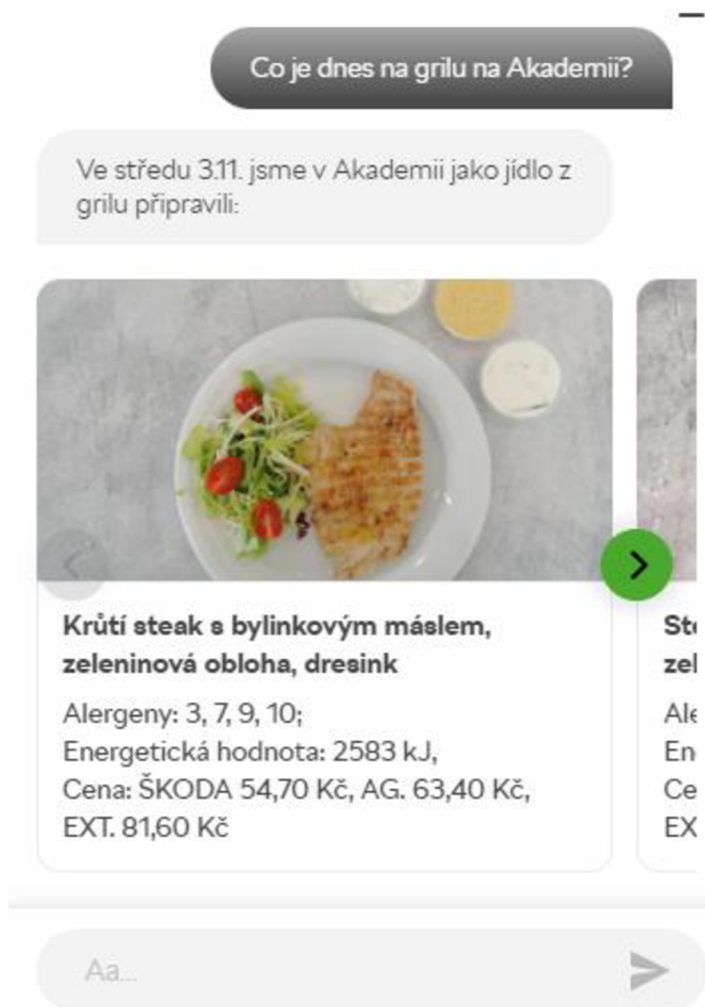 Co je dnes na grilu na Akademii?
Ve středu 3.11. jsme v Akademii jako jídlo z
grilu připravili:
Krůtí steak s bylinkovým máslem,
zeleninová obloha, dresink
Alergeny: 3, 7, 9, 10;
Energetická hodnota: 2583 kJ,
Cena: ŠKODA 54,70 Kč, AG. 63,40 Kč,
EXT. 81,60 Kč
Aa...